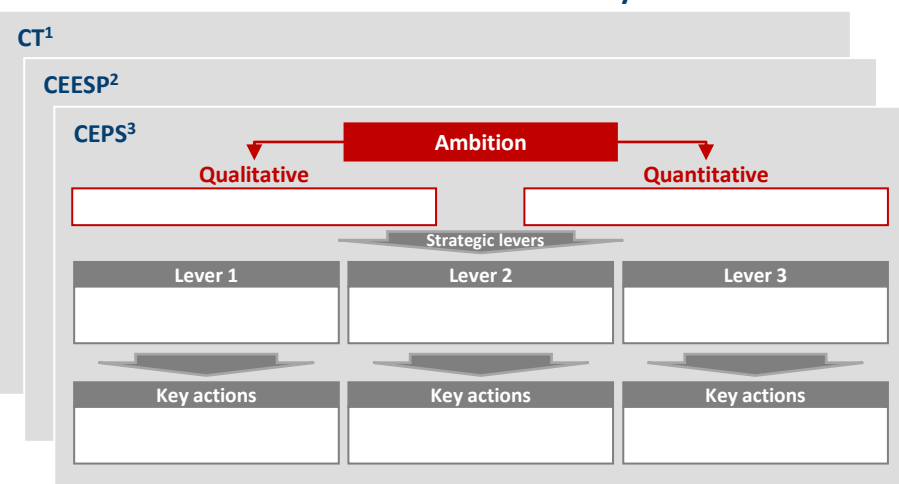 CT¹
CEESP²
CEPS³
Ambition
Qualitative
Quantitative
Strategic levers
Lever 1
Lever 2
Lever 3
Key actions
Key actions
Key actions